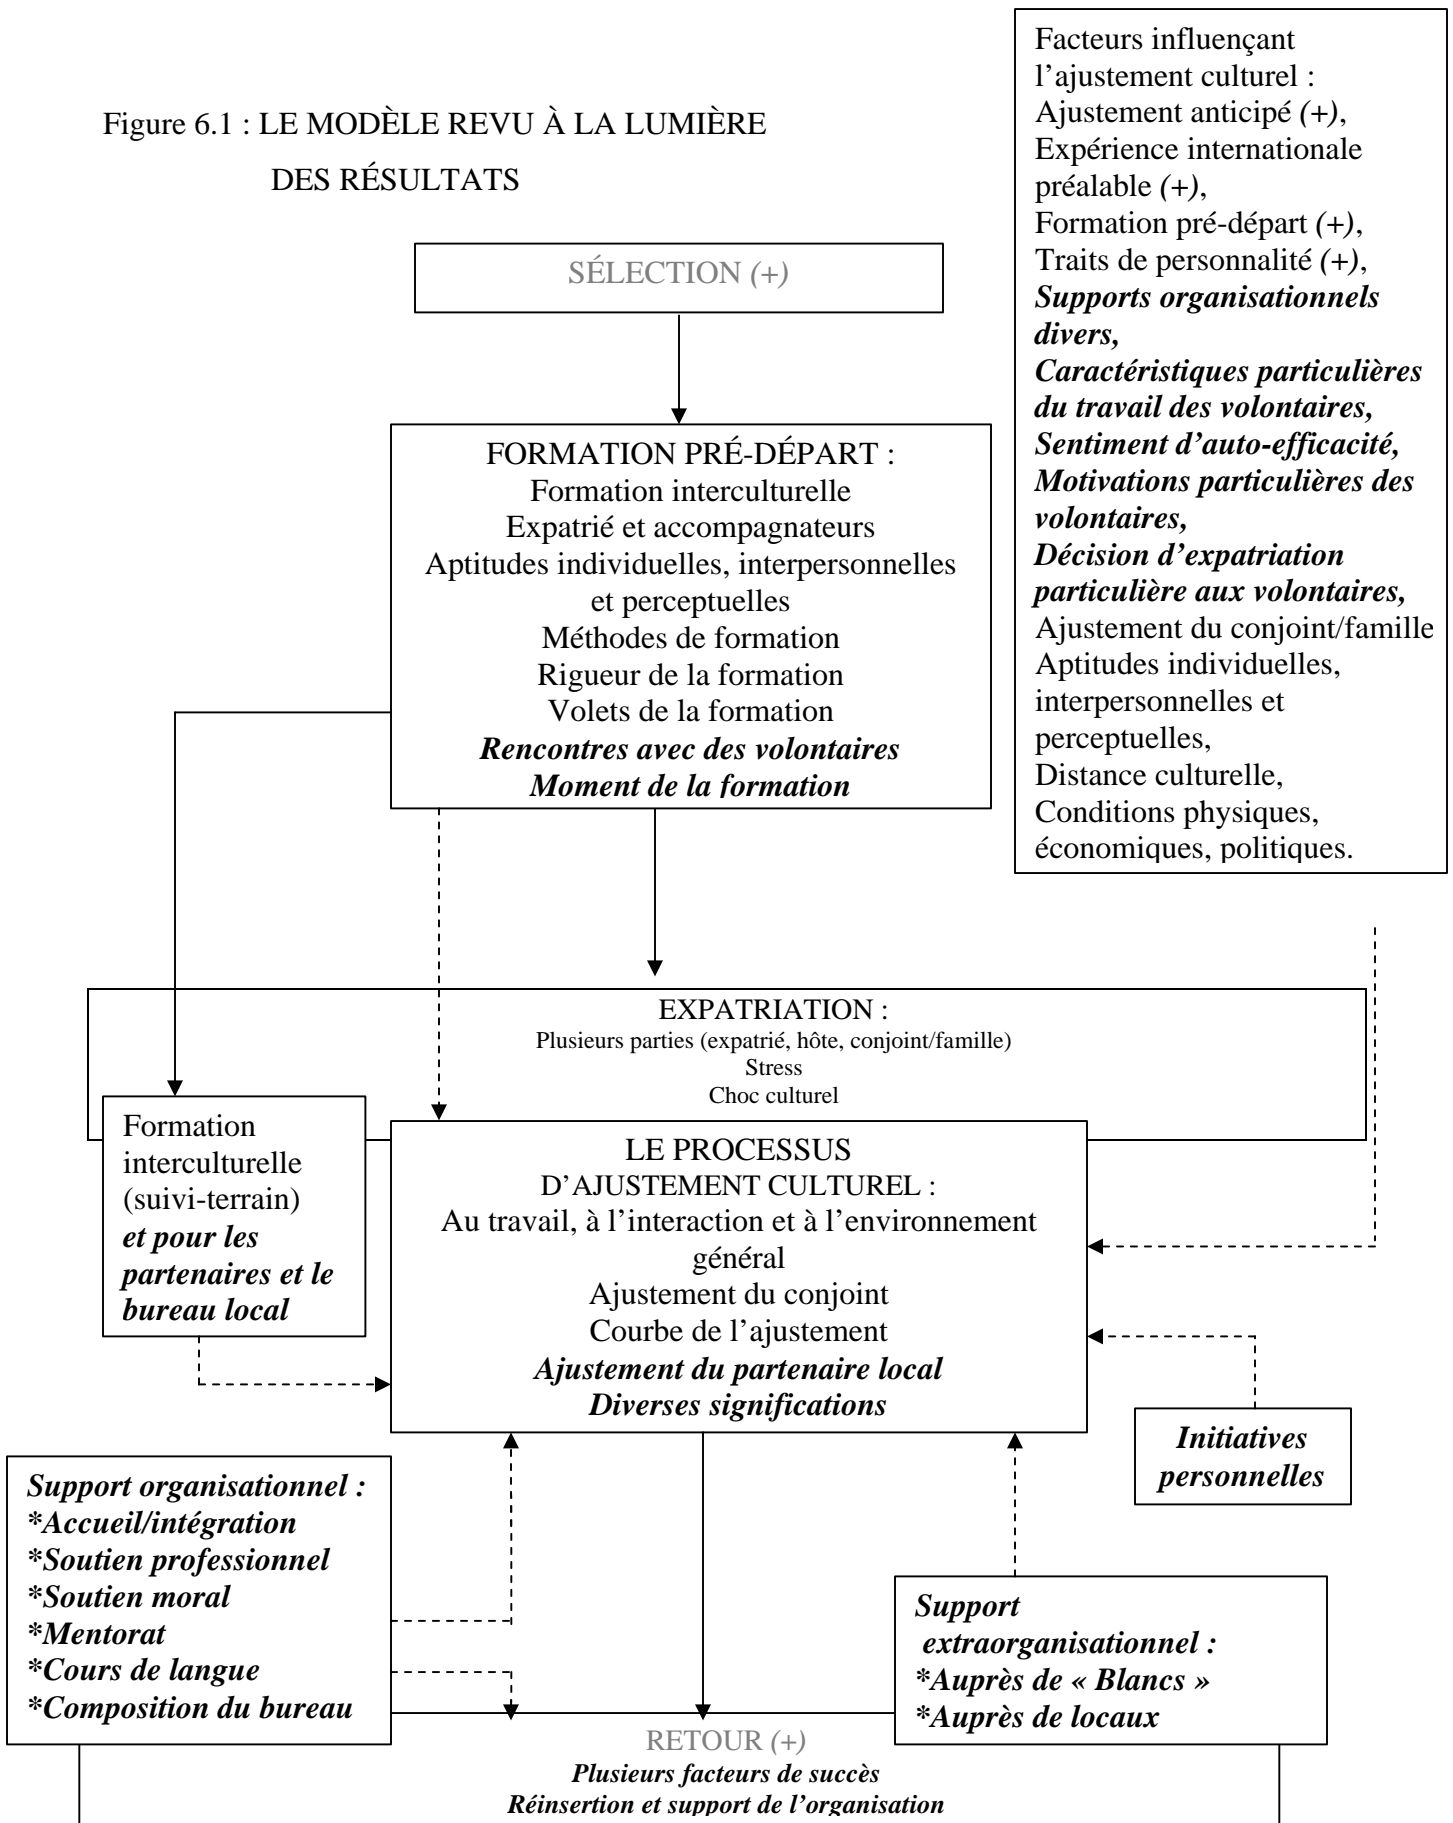 Figure 6.1 : LE MODÈLE REVU À LA LUMIÈRE
DES RÉSULTATS
Facteurs influençant
l’ajustement culturel :
Ajustement anticipé (+),
Expérience internationale
préalable (+),
Formation pré-départ (+),
Traits de personnalité (+),
Supports organisationnels
divers,
Caractéristiques particulières
du travail des volontaires,
Sentiment d’auto-efficacité,
Motivations particulières des
volontaires,
Décision d’expatriation
particulière aux volontaires,
Ajustement du conjoint/famille
Aptitudes individuelles,
interpersonnelles et
perceptuelles,
Distance culturelle,
Conditions physiques,
économiques, politiques.
SÉLECTION (+)
FORMATION PRÉ-DÉPART :
Formation interculturelle
Expatrié et accompagnateurs
Aptitudes individuelles, interpersonnelles
et perceptuelles
Méthodes de formation
Rigueur de la formation
Volets de la formation
Rencontres avec des volontaires
Moment de la formation
EXPATRIATION :
Plusieurs parties (expatrié, hôte, conjoint/famille)
Stress
Choc culturel
Formation
interculturelle
(suivi-terrain)
et pour les
partenaires et le
bureau local
LE PROCESSUS
D’AJUSTEMENT CULTUREL :
Au travail, à l’interaction et à l’environnement
général
Ajustement du conjoint
Courbe de l’ajustement
Ajustement du partenaire local
Diverses significations
Initiatives
personnelles
Support organisationnel :
*Accueil/intégration
*Soutien professionnel
*Soutien moral
*Mentorat
*Cours de langue
*Composition du bureau
Support
extraorganisationnel :
*Auprès de « Blancs »
*Auprès de locaux
RETOUR (+)
Plusieurs facteurs de succès
Réinsertion et support de l’organisation